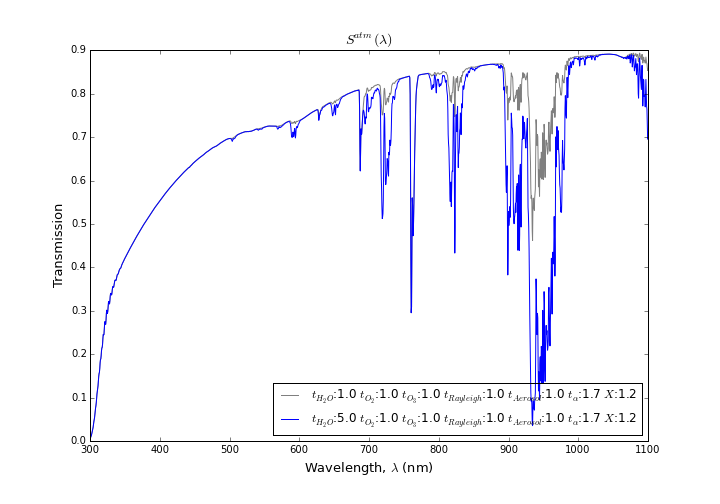 S^{atm}(λ)
0.9
0.8
0.7
0.6
0.5
0.4
0.3
0.2
0.1
0.0
Transmission
300 400 500 600 700 800 900 1000 1100
Wavelength, λ (nm)
t_{H_2O}:1.0 t_{O_2}:1.0 t_{O_3}:1.0 t_{Rayleigh}:1.0 t_{Aerosol}:1.0 t_α:1.7 X:1.2
t_{H_2O}:5.0 t_{O_2}:1.0 t_{O_3}:1.0 t_{Rayleigh}:1.0 t_{Aerosol}:1.0 t_α:1.7 X:1.2